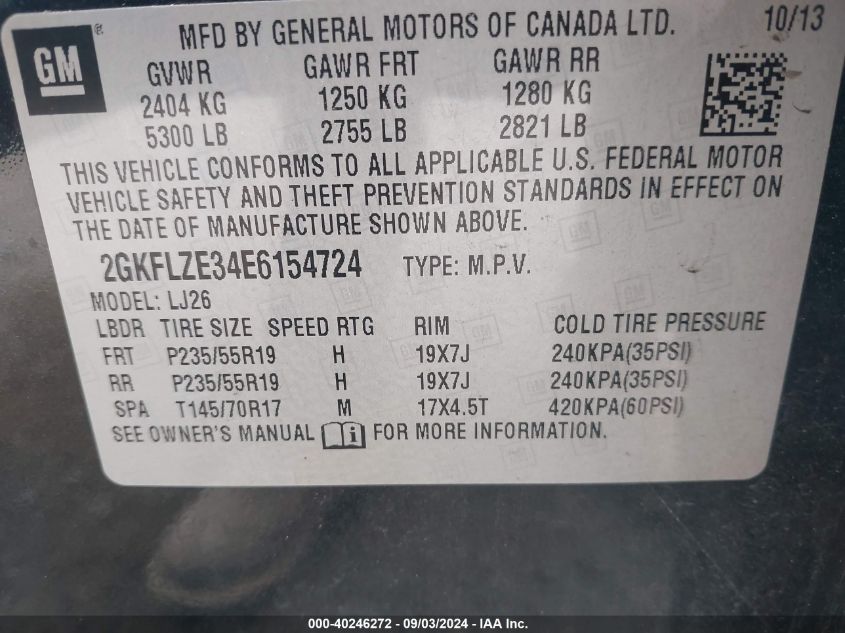 GM ® MFD BY GENERAL MOTORS OF CANADA LTD. 10/13
GVWR GAWR FRT GAWR RR
2404 KG 1250 KG 1280 KG
5300 LB 2755 LB 2821 LB
THIS VEHICLE CONFORMS TO ALL APPLICABLE U.S. FEDERAL MOTOR
VEHICLE SAFETY AND THEFT PREVENTION STANDARDS IN EFFECT ON
THE DATE OF MANUFACTURE SHOWN ABOVE.
2GKFLZE34E6154724 TYPE: M.P.V.
MODEL: LJ26
LBDR TIRE SIZE SPEED RTG RIM COLD TIRE PRESSURE
FRT P235/55R19 H 19X7J 240KPA(35PSI)
RR P235/55R19 H 19X7J 240KPA(35PSI)
SPA T145/70R17 M 17X4.5T 420KPA(60PSI)
SEE OWNER'S MANUAL i FOR MORE INFORMATION.
000-40246272 - 09/03/2024 - IAA Inc.